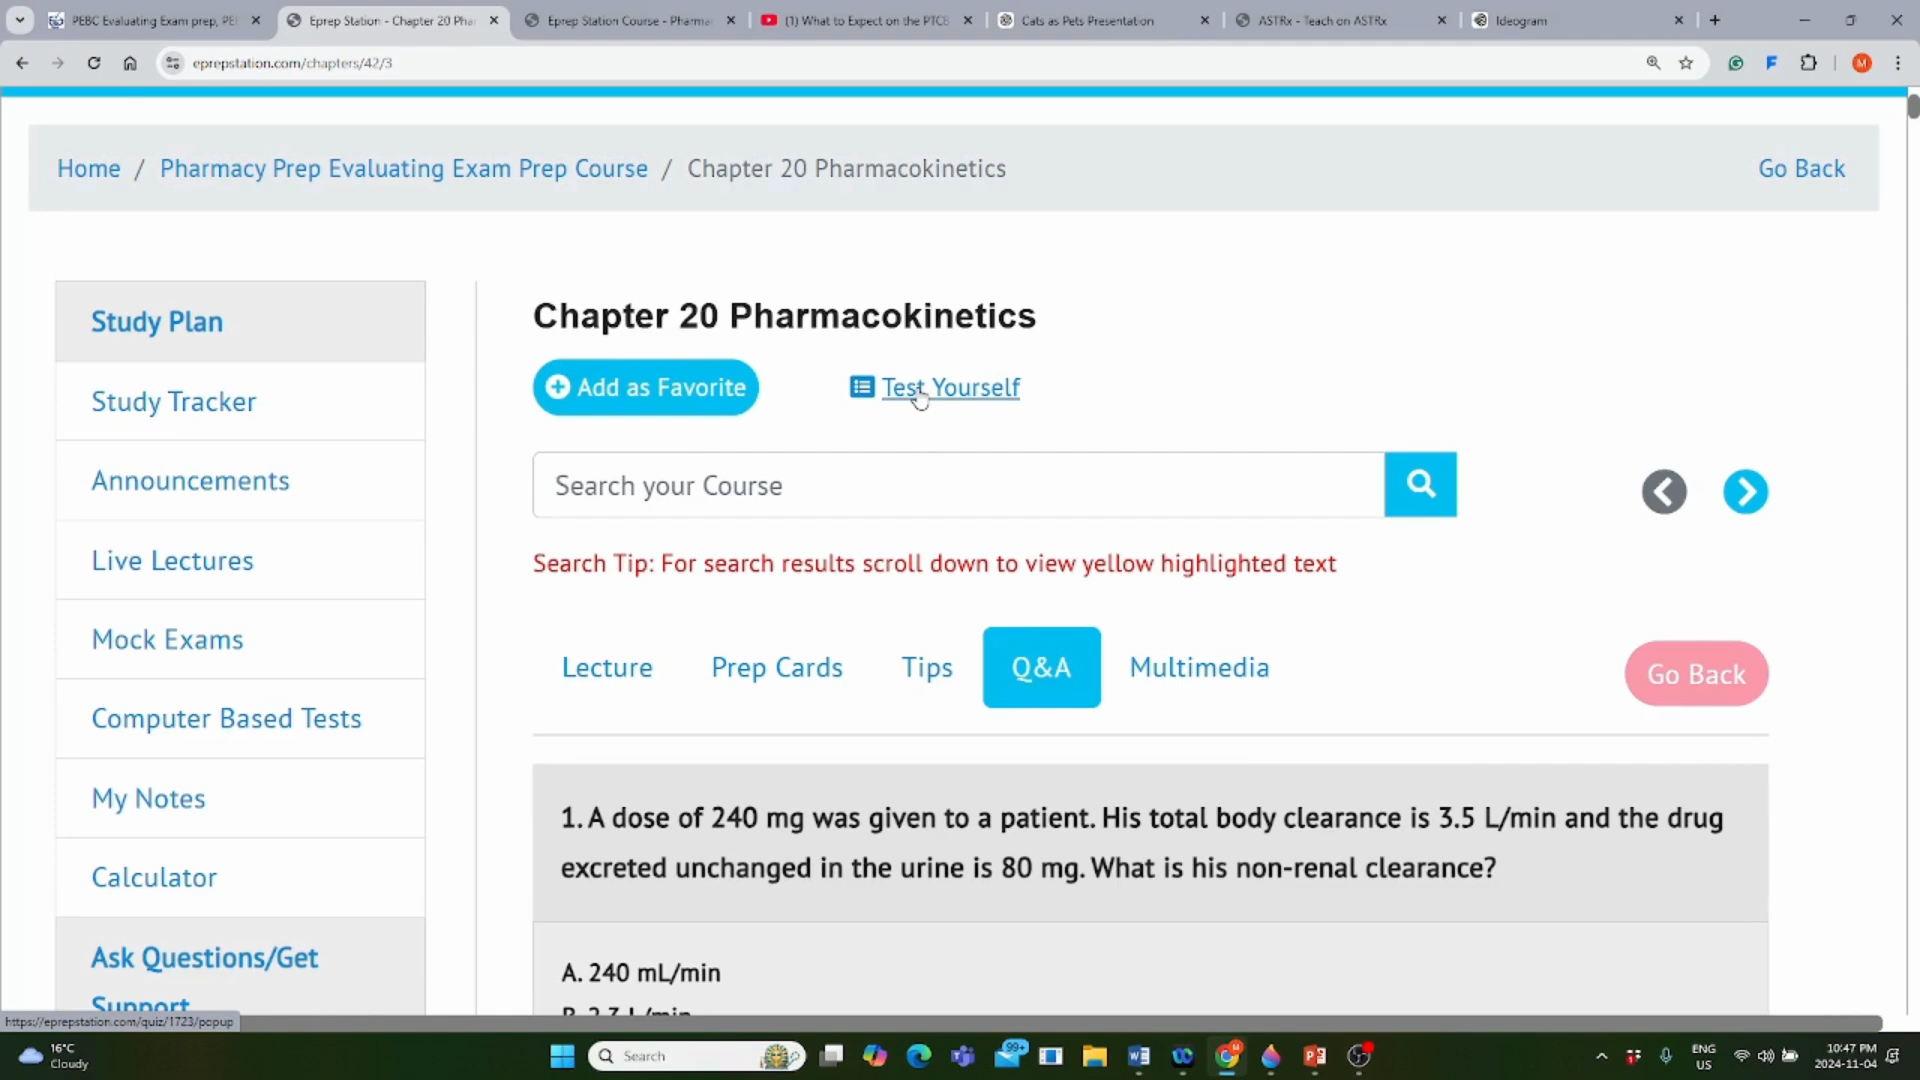 PEBC Evaluating Exam prep, PE
Eprep Station - Chapter 20 Pha
Eprep Station Course - Pharma
(1) What to Expect on the PTCB
Cats as Pets Presentation
ASTRx - Teach on ASTRx
Ideogram
eprepstation.com/chapters/42/3
M
Home / Pharmacy Prep Evaluating Exam Prep Course / Chapter 20 Pharmacokinetics
Go Back
Study Plan
Study Tracker
Announcements
Live Lectures
Mock Exams
Computer Based Tests
My Notes
Calculator
Ask Questions/Get
Support
Chapter 20 Pharmacokinetics
Add as Favorite
Test Yourself
Search your Course
Search Tip: For search results scroll down to view yellow highlighted text
Lecture
Prep Cards
Tips
Q&A
Multimedia
Go Back
1. A dose of 240 mg was given to a patient. His total body clearance is 3.5 L/min and the drug
excreted unchanged in the urine is 80 mg. What is his non-renal clearance?
A. 240 mL/min
B. 2.3 L/min
https://eprepstation.com/quiz/1723/popup
16°C
Cloudy
Search
99+
ENG
US
10:47 PM
2024-11-04